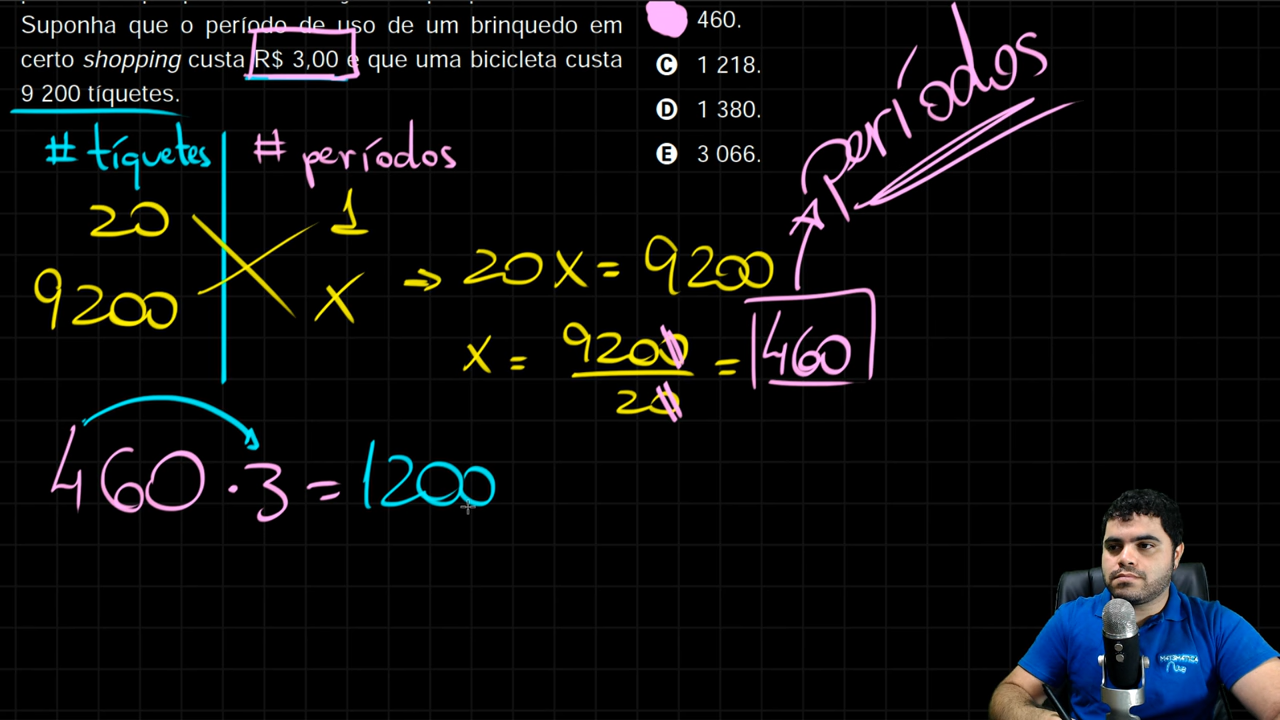 Suponha que o período de uso de um brinquedo em
certo shopping custa R$ 3,00 e que uma bicicleta custa
9 200 tíquetes.
460.
C 1 218.
D 1 380.
E 3 066.
períodos
# tíquetes # períodos
20 1
9200 x
⇒ 20x = 9200
x = 9200/20 = 460
460 · 3 = 1200
MATEMÁTICA
Rio